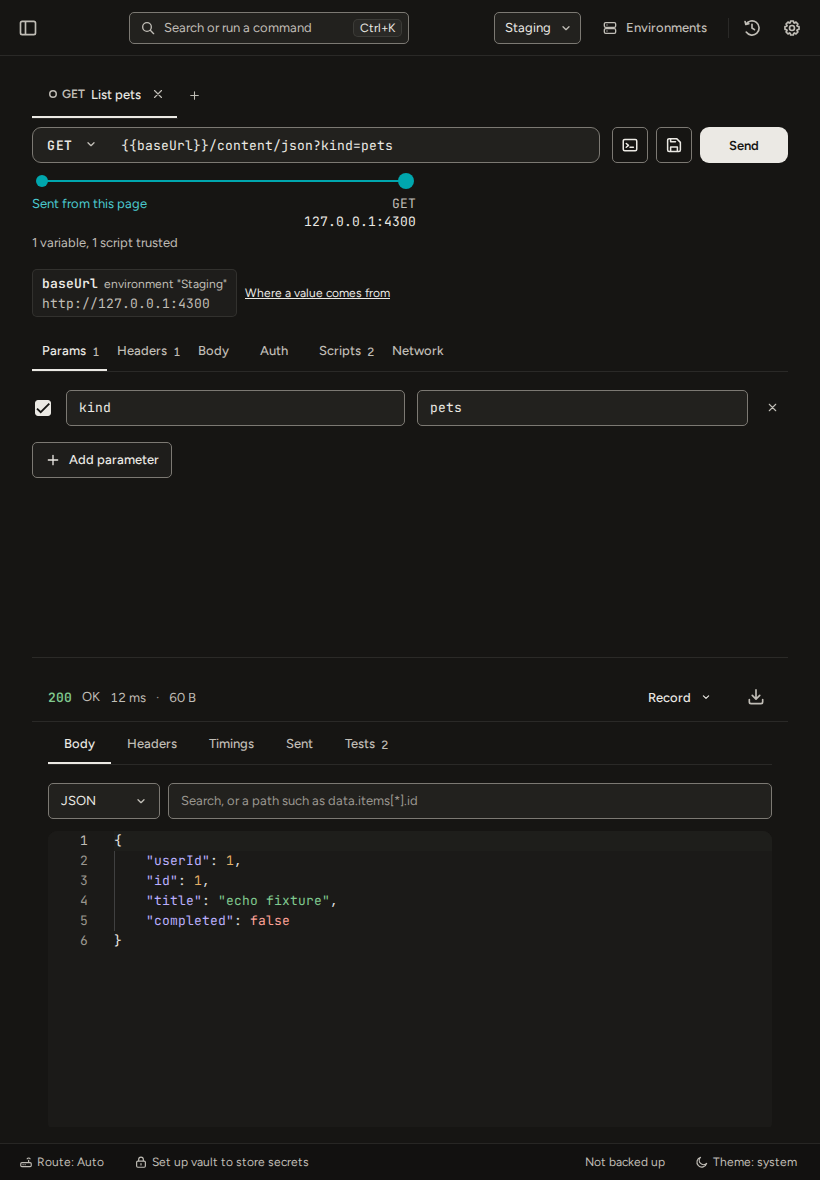 Search or run a command Ctrl+K Staging Environments
GET List pets
GET {{baseUrl}}/content/json?kind=pets Send
Sent from this page GET
127.0.0.1:4300
1 variable, 1 script trusted
baseUrl environment "Staging"
http://127.0.0.1:4300
Where a value comes from
Params 1 Headers 1 Body Auth Scripts 2 Network
kind pets
Add parameter
200 OK 12 ms · 60 B Record
Body Headers Timings Sent Tests 2
JSON Search, or a path such as data.items[*].id
1 {
2 "userId": 1,
3 "id": 1,
4 "title": "echo fixture",
5 "completed": false
6 }
Route: Auto Set up vault to store secrets Not backed up Theme: system